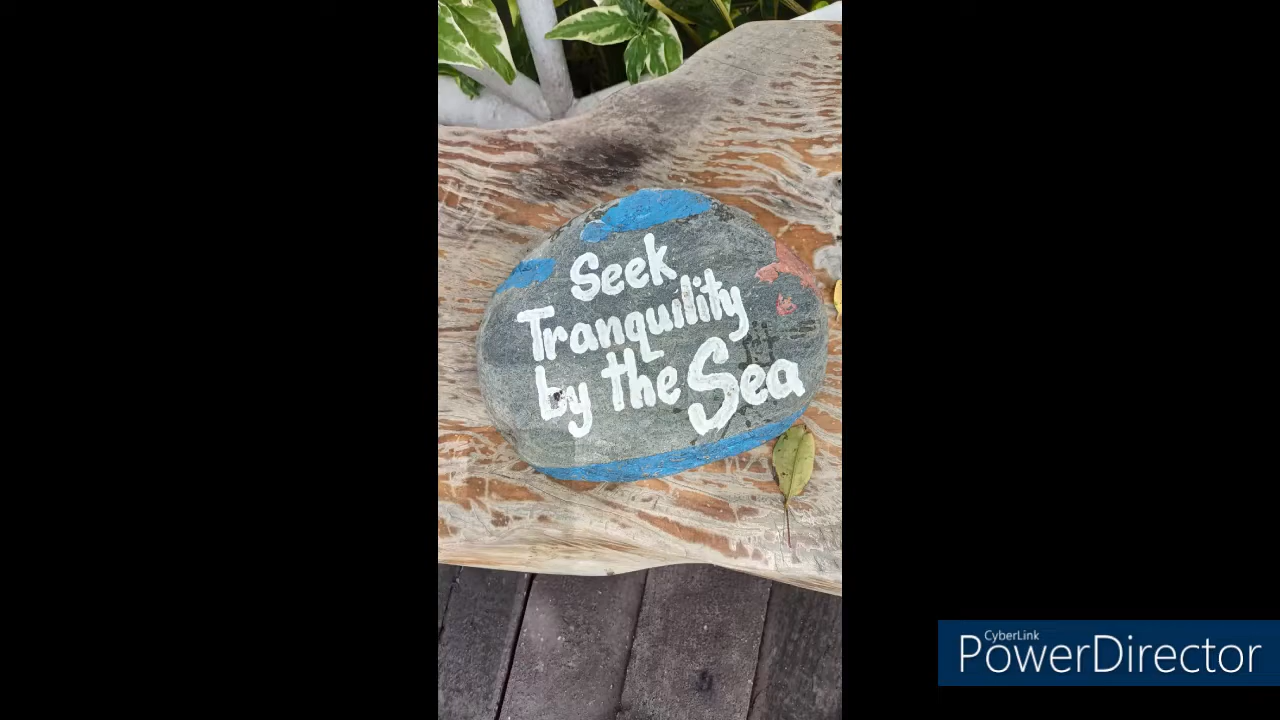 Seek
Tranquility
by the Sea
CyberLink
PowerDirector